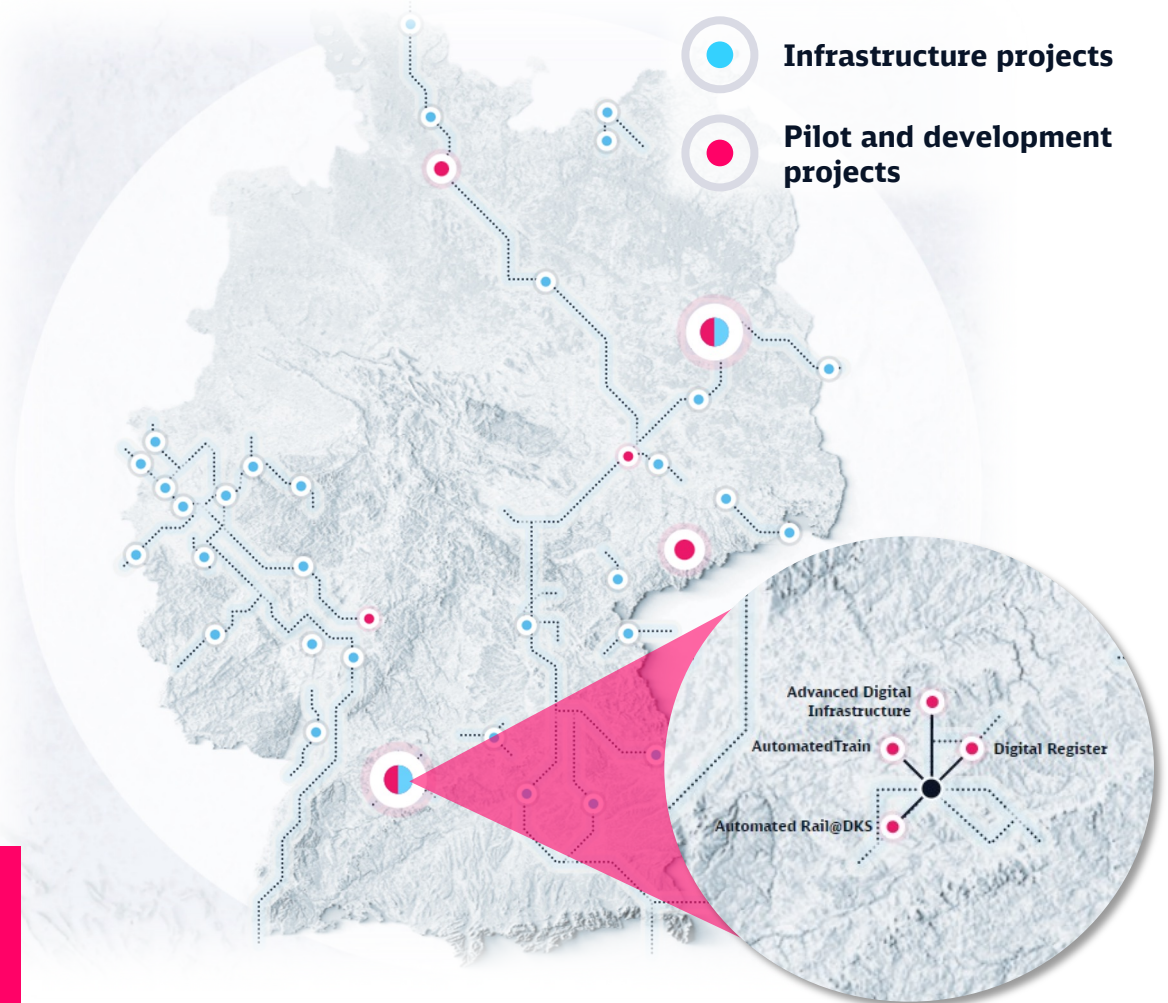 Infrastructure projects
Pilot and development
projects
Advanced Digital
Infrastructure
AutomatedTrain
Digital Register
Automated Rail@DKS